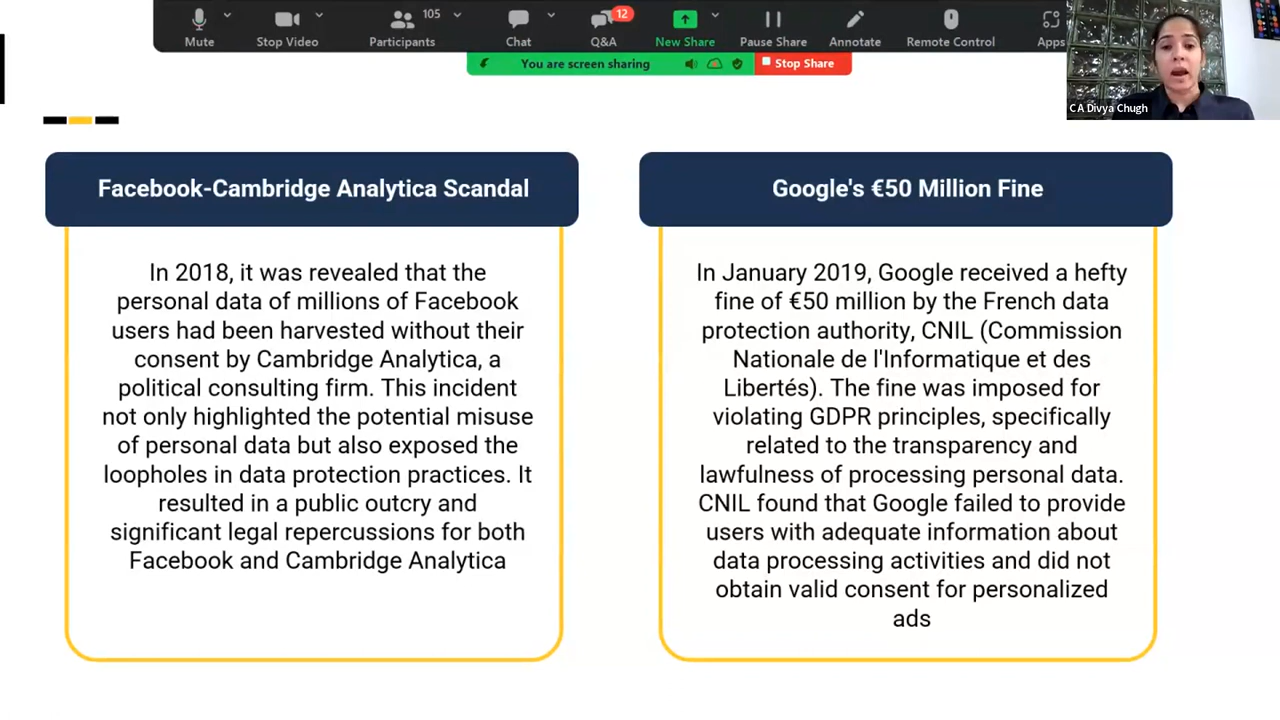 Mute
Stop Video
Participants
105
Chat
Q&A
12
New Share
Pause Share
Annotate
Remote Control
Apps
You are screen sharing
Stop Share
CA Divya Chugh
Facebook-Cambridge Analytica Scandal
In 2018, it was revealed that the
personal data of millions of Facebook
users had been harvested without their
consent by Cambridge Analytica, a
political consulting firm. This incident
not only highlighted the potential misuse
of personal data but also exposed the
loopholes in data protection practices. It
resulted in a public outcry and
significant legal repercussions for both
Facebook and Cambridge Analytica
Google's €50 Million Fine
In January 2019, Google received a hefty
fine of €50 million by the French data
protection authority, CNIL (Commission
Nationale de l'Informatique et des
Libertés). The fine was imposed for
violating GDPR principles, specifically
related to the transparency and
lawfulness of processing personal data.
CNIL found that Google failed to provide
users with adequate information about
data processing activities and did not
obtain valid consent for personalized
ads